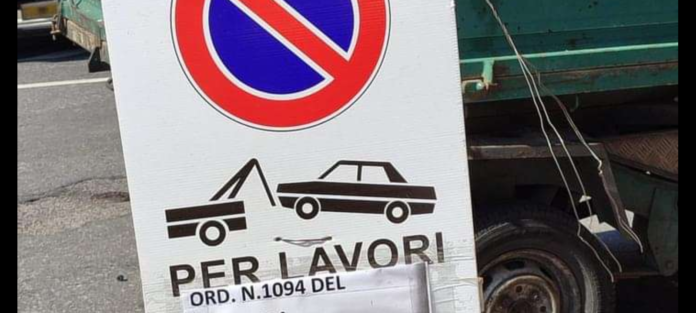 PER LAVORI
ORD. N.1094 DEL